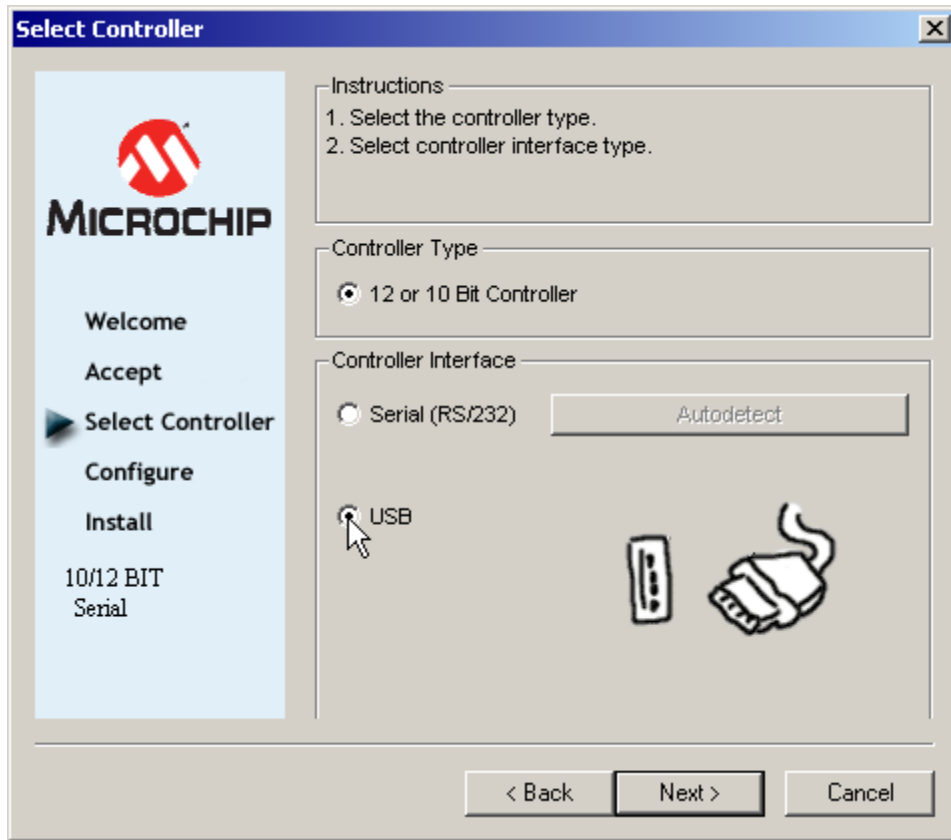 Select Controller
MICROCHIP
Welcome
Accept
Select Controller
Configure
Install
10/12 BIT
Serial
Instructions
1. Select the controller type.
2. Select controller interface type.
Controller Type
12 or 10 Bit Controller
Controller Interface
Serial (RS/232)
Autodetect
USB
< Back
Next >
Cancel